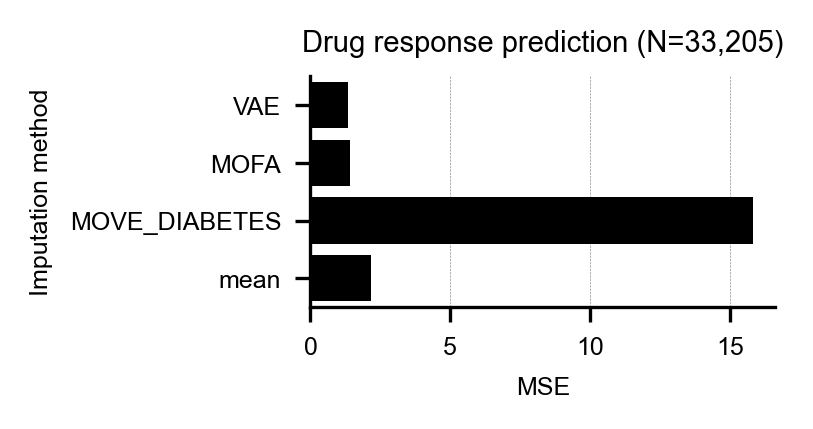 Drug response prediction (N=33,205)
Imputation method
VAE
MOFA
MOVE_DIABETES
mean
0 5 10 15
MSE